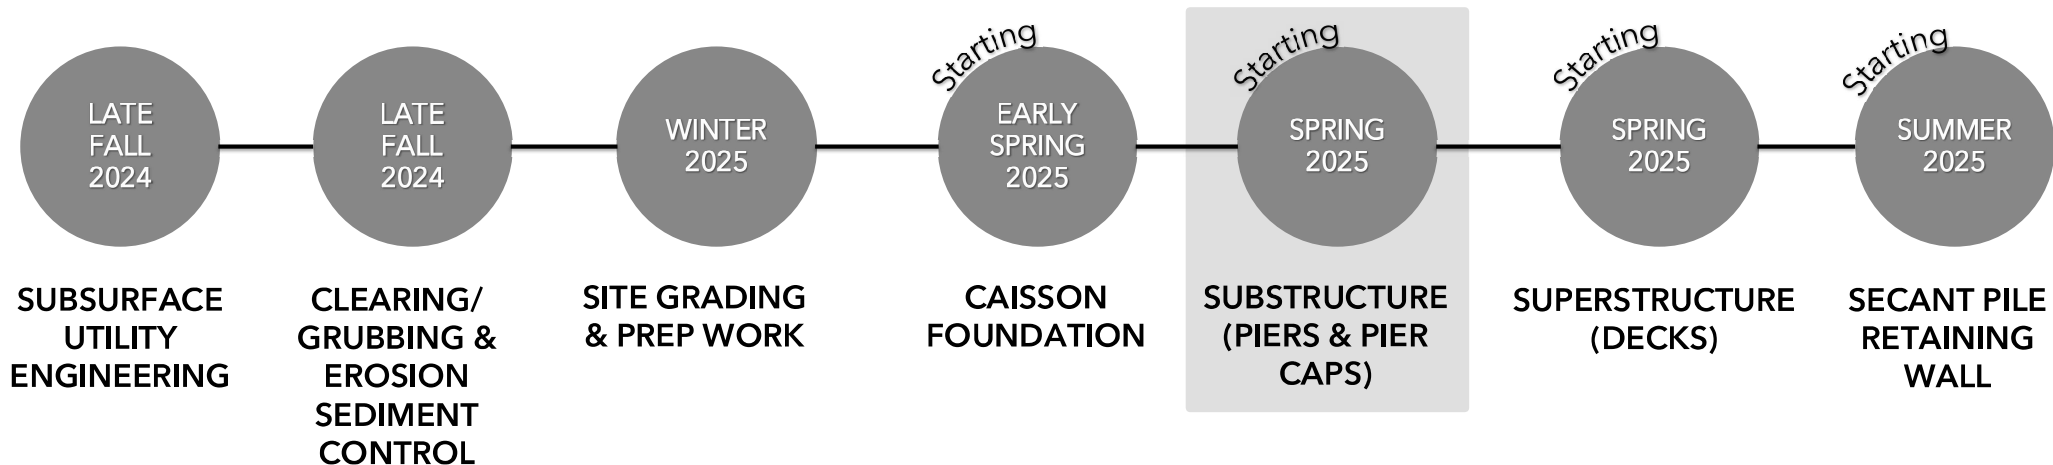 LATE
FALL
2024
SUBSURFACE
UTILITY
ENGINEERING
LATE
FALL
2024
CLEARING/
GRUBBING &
EROSION
SEDIMENT
CONTROL
WINTER
2025
SITE GRADING
& PREP WORK
Starting
EARLY
SPRING
2025
CAISSON
FOUNDATION
Starting
SPRING
2025
SUBSTRUCTURE
(PIERS & PIER
CAPS)
Starting
SPRING
2025
SUPERSTRUCTURE
(DECKS)
Starting
SUMMER
2025
SECANT PILE
RETAINING
WALL